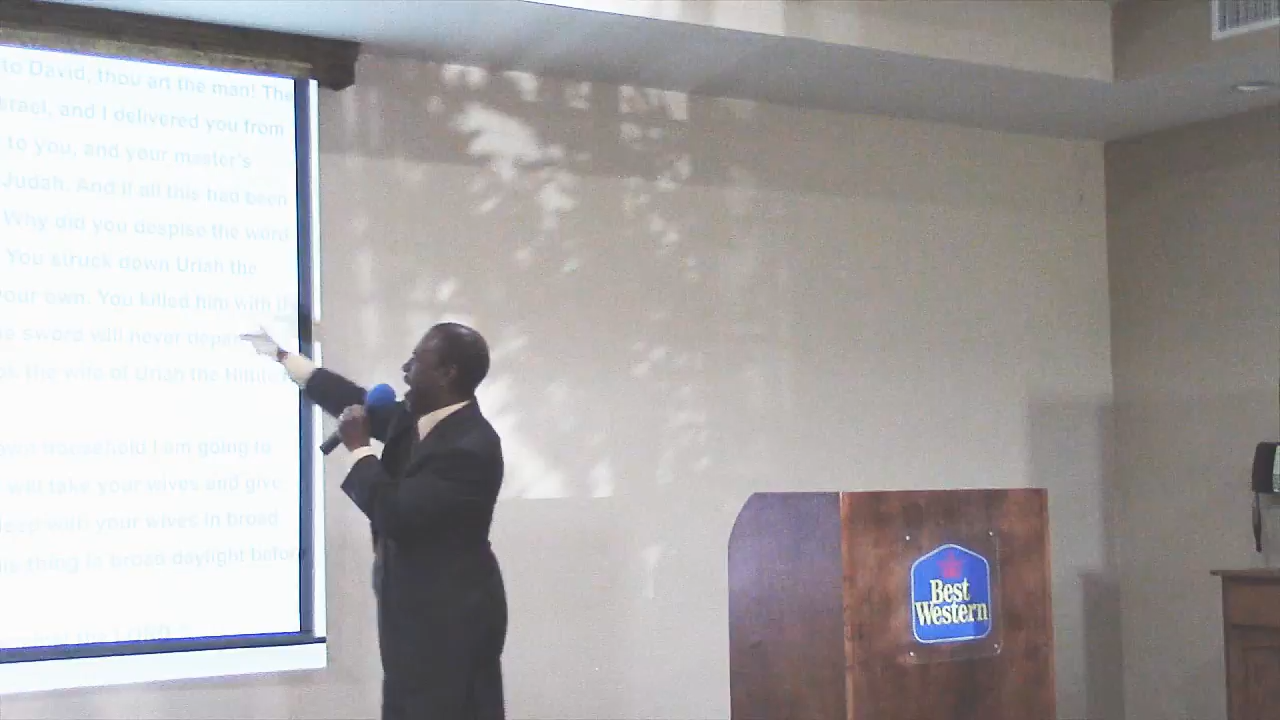 to David, thou art the man! The
srael, and I delivered you from
to you, and your master's
Judah. And if all this had been
Why did you despise the word
You struck down Uriah the
your own. You killed him with
sword will never depar
the wife of Uriah the Hittite
household I am going to
will take your wives and give
with your wives in broad
thing in broad daylight before
the LORD
Best
Western